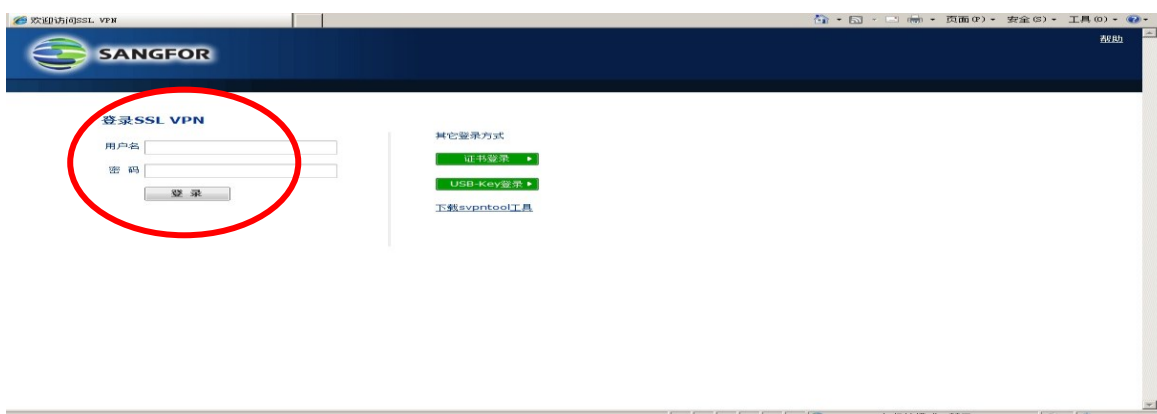 欢迎访问SSL VPN
页面(P) 安全(S) 工具(O)
SANGFOR
帮助
登录SSL VPN
用户名
密 码
登 录
其它登录方式
证书登录
USB-Key登录
下载svpntool工具